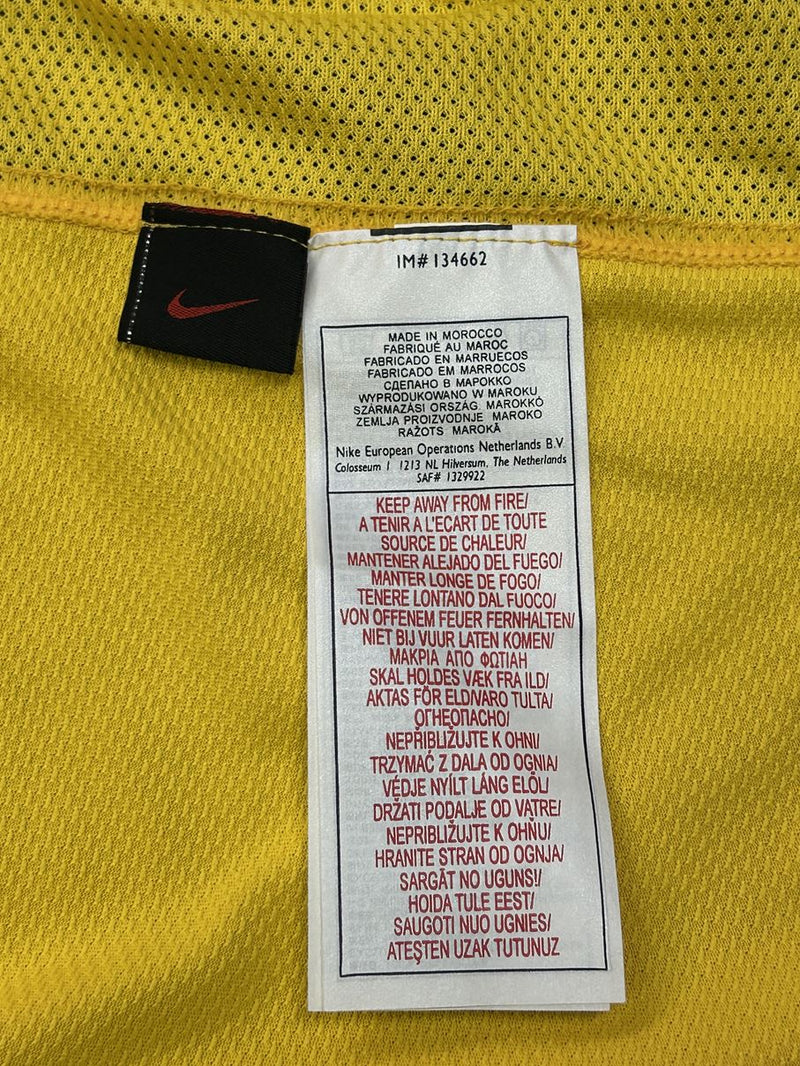 IM# 134662
MADE IN MOROCCO
FABRIQUÉ AU MAROC
FABRICADO EN MARRUECOS
FABRICADO EM MARROCOS
СДЕЛАНО В МАРОККО
WYPRODUKOWANO W MAROKU
SZÁRMAZÁSI ORSZÁG. MAROKKÓ
ZEMLJA PROIZVODNJE MAROKO
RAŽOTS MAROKĀ
Nike European Operations Netherlands B.V
Colosseum 1 1213 NL Hilversum, The Netherlands
SAF# 1329922
KEEP AWAY FROM FIRE/
A TENIR A L'ECART DE TOUTE
SOURCE DE CHALEUR/
MANTENER ALEJADO DEL FUEGO/
MANTER LONGE DE FOGO/
TENERE LONTANO DAL FUOCO/
VON OFFENEM FEUER FERNHALTEN/
NIET BIJ VUUR LATEN KOMEN/
ΜΑΚΡΙΑ ΑΠΟ ΦΩΤΙΑΗ
SKAL HOLDES VÆK FRA ILD/
AKTAS FÖR ELD/VARO TULTA/
ОГНЕОПАСНО/
NEPŘIBLIŽUJTE K OHNI/
TRZYMAĆ Z DALA OD OGNIA/
VÉDJE NYÍLT LÁNG ELŐL/
DRŽATI PODALJE OD VATRE/
NEPRIBLIŽUJTE K OHŇU/
HRANITE STRAN OD OGNJA/
SARGĀT NO UGUNS!/
HOIDA TULE EEST/
SAUGOTI NUO UGNIES/
ATEŞTEN UZAK TUTUNUZ